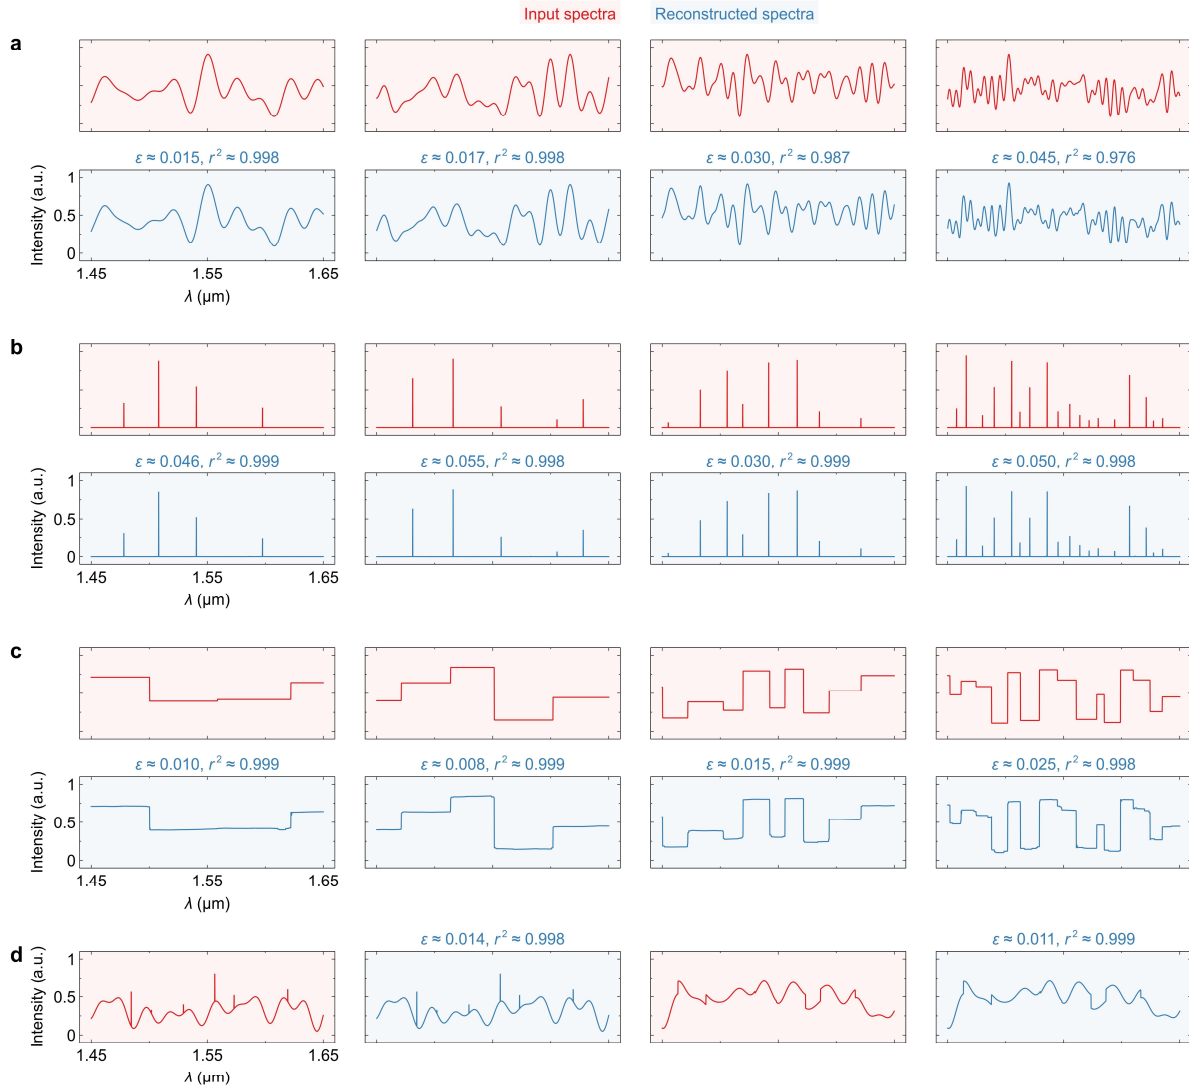 Input spectra Reconstructed spectra
a
ε ≈ 0.015, r² ≈ 0.998 ε ≈ 0.017, r² ≈ 0.998 ε ≈ 0.030, r² ≈ 0.987 ε ≈ 0.045, r² ≈ 0.976
Intensity (a.u.)
1
0.5
0
1.45 1.55 1.65
λ (μm)
b
ε ≈ 0.046, r² ≈ 0.999 ε ≈ 0.055, r² ≈ 0.998 ε ≈ 0.030, r² ≈ 0.999 ε ≈ 0.050, r² ≈ 0.998
Intensity (a.u.)
1
0.5
0
1.45 1.55 1.65
λ (μm)
c
ε ≈ 0.010, r² ≈ 0.999 ε ≈ 0.008, r² ≈ 0.999 ε ≈ 0.015, r² ≈ 0.999 ε ≈ 0.025, r² ≈ 0.998
Intensity (a.u.)
1
0.5
0
1.45 1.55 1.65
λ (μm)
d
ε ≈ 0.014, r² ≈ 0.998 ε ≈ 0.011, r² ≈ 0.999
Intensity (a.u.)
1
0.5
0
1.45 1.55 1.65
λ (μm)